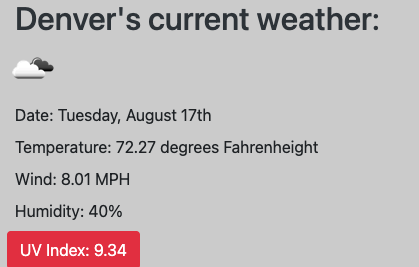 Denver's current weather:
Date: Tuesday, August 17th
Temperature: 72.27 degrees Fahrenheight
Wind: 8.01 MPH
Humidity: 40%
UV Index: 9.34